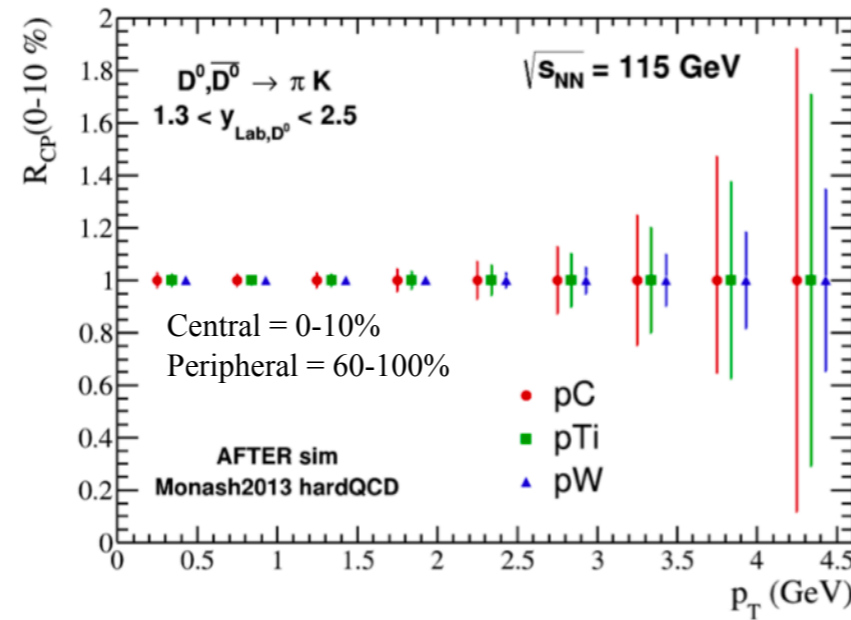 R_CP(0-10 %)
2
1.8
1.6
1.4
1.2
1
0.8
0.6
0.4
0.2
0
D⁰,D̅⁰ → π K
1.3 < y_Lab,D⁰ < 2.5
√s_NN = 115 GeV
Central = 0-10%
Peripheral = 60-100%
pC
pTi
pW
AFTER sim
Monash2013 hardQCD
0 0.5 1 1.5 2 2.5 3 3.5 4 4.5
p_T (GeV)